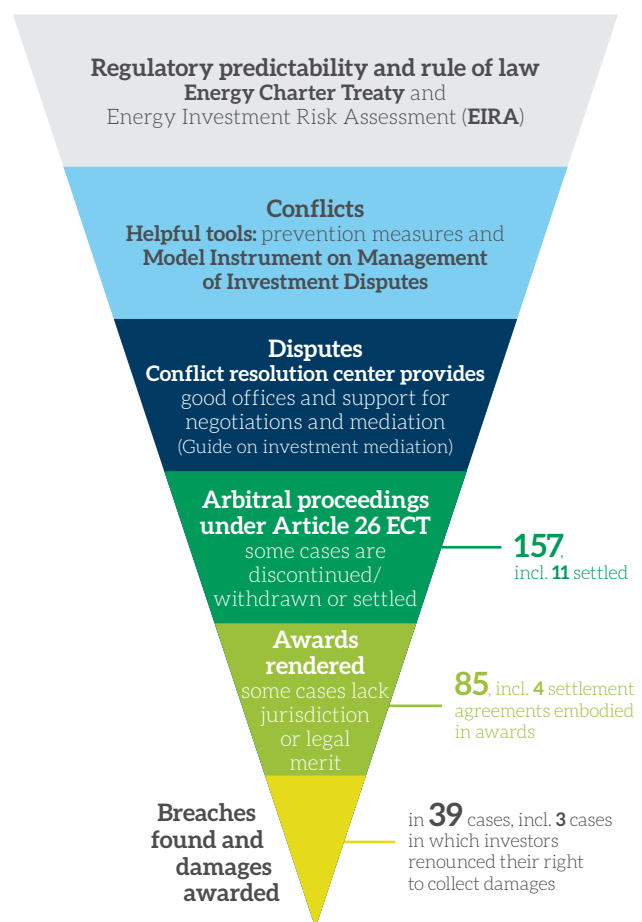 Regulatory predictability and rule of law
Energy Charter Treaty and
Energy Investment Risk Assessment (EIRA)
Conflicts
Helpful tools: prevention measures and
Model Instrument on Management
of Investment Disputes
Disputes
Conflict resolution center provides
good offices and support for
negotiations and mediation
(Guide on investment mediation)
Arbitral proceedings
under Article 26 ECT
some cases are
discontinued/
withdrawn or settled
157,
incl. 11 settled
Awards
rendered
some cases lack
jurisdiction
or legal
merit
85, incl. 4 settlement
agreements embodied
in awards
Breaches
found and
damages
awarded
in 39 cases, incl. 3 cases
in which investors
renounced their right
to collect damages